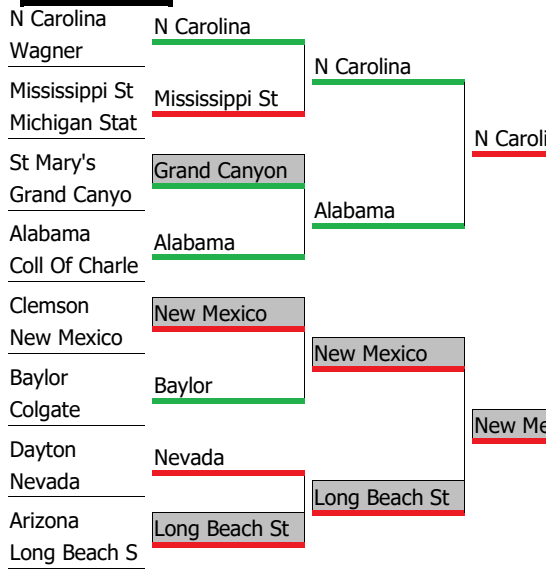 N Carolina
Wagner
Mississippi St
Michigan Stat
St Mary's
Grand Canyo
Alabama
Coll Of Charle
Clemson
New Mexico
Baylor
Colgate
Dayton
Nevada
Arizona
Long Beach S
N Carolina
Mississippi St
Grand Canyon
Alabama
New Mexico
Baylor
Nevada
Long Beach St
N Carolina
Alabama
New Mexico
Long Beach St
N Caroli
New Me